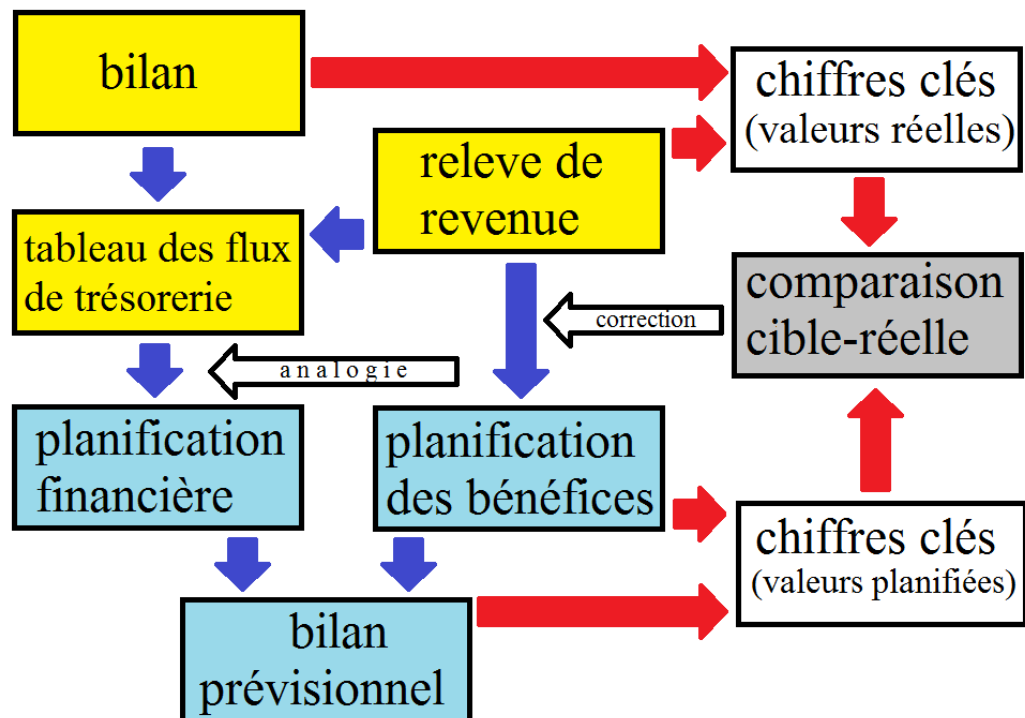 bilan
chiffres clés
(valeurs réelles)
releve de
revenue
tableau des flux
de trésorerie
comparaison
cible-réelle
correction
analogie
planification
financière
planification
des bénéfices
chiffres clés
(valeurs planifiées)
bilan
prévisionnel